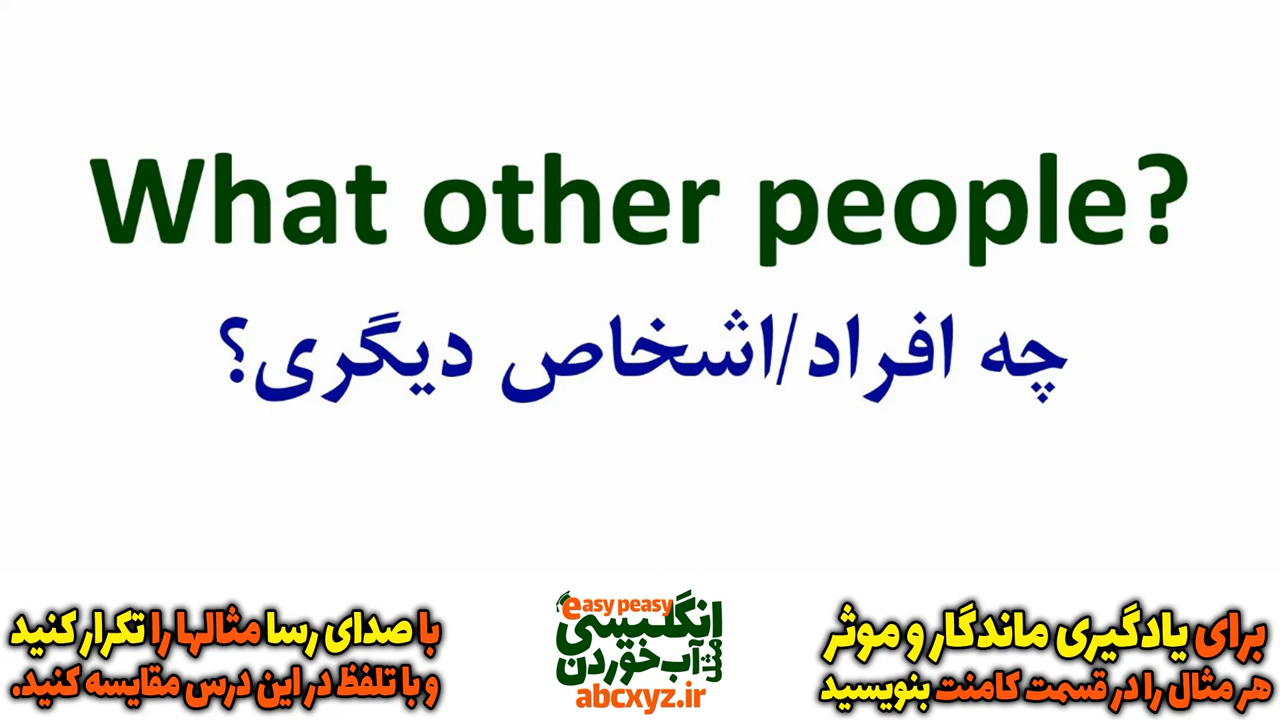 What other people?
چه افراد/اشخاص دیگری؟
برای یادگیری ماندگار و موثر
هر مثال را در قسمت کامنت بنویسید
easy peasy
انگلیسی
مثل آب خوردن
abcxyz.ir
با صدای رسا مثالها را تکرار کنید
و با تلفظ در این درس مقایسه کنید.